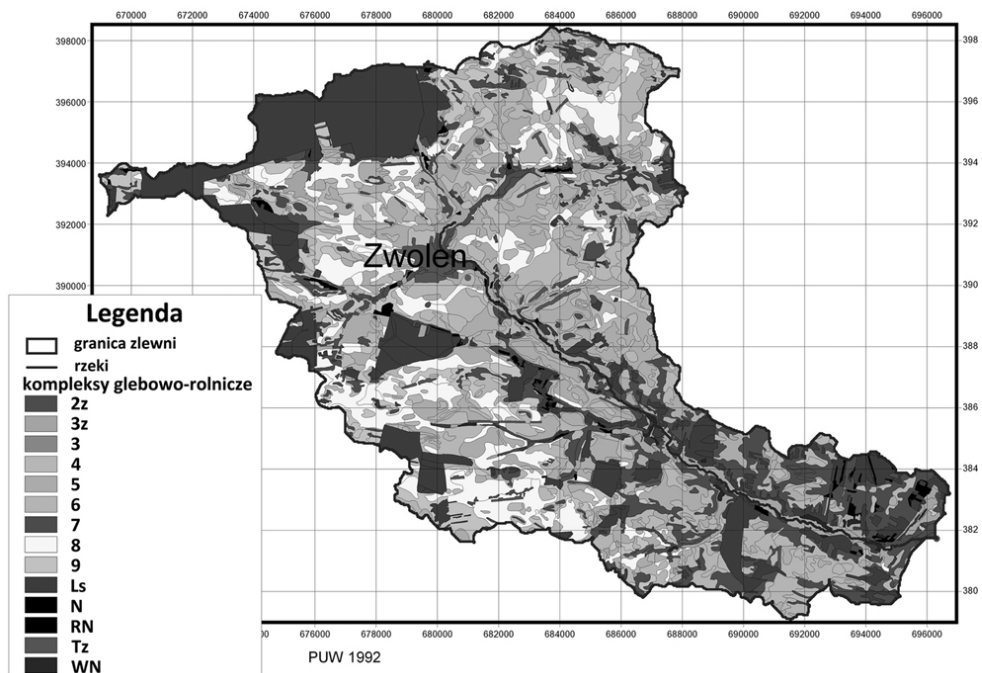 670000 672000 674000 676000 678000 680000 682000 684000 686000 688000 690000 692000 694000 696000
398000 398
396000 396
394000 394
392000 392
Zwolen
390000 390
388
386
384
382
380
Legenda
granica zlewni
rzeki
kompleksy glebowo-rolnicze
2z
3z
3
4
5
6
7
8
9
Ls
N
RN
Tz
WN
000 676000 678000 680000 682000 684000 686000 688000 690000 692000 694000 696000
PUW 1992